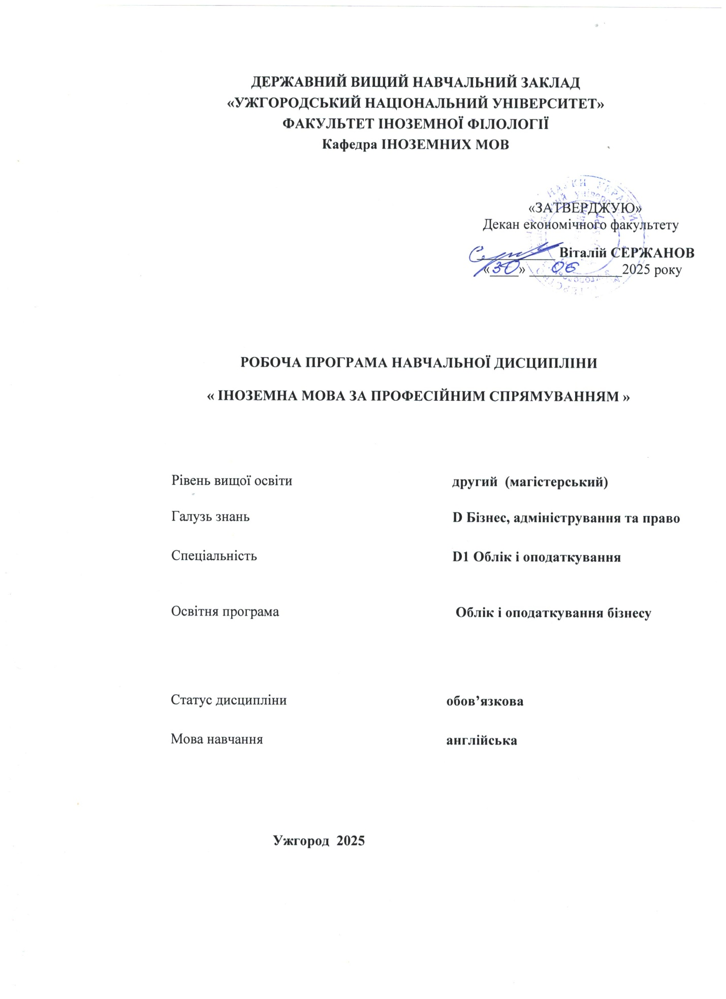 ДЕРЖАВНИЙ ВИЩИЙ НАВЧАЛЬНИЙ ЗАКЛАД
«УЖГОРОДСЬКИЙ НАЦІОНАЛЬНИЙ УНІВЕРСИТЕТ»
ФАКУЛЬТЕТ ІНОЗЕМНОЇ ФІЛОЛОГІЇ
Кафедра ІНОЗЕМНИХ МОВ
«ЗАТВЕРДЖУЮ»
Декан економічного факультету
Віталій СЕРЖАНОВ
«30» 06 2025 року
РОБОЧА ПРОГРАМА НАВЧАЛЬНОЇ ДИСЦИПЛІНИ
« ІНОЗЕМНА МОВА ЗА ПРОФЕСІЙНИМ СПРЯМУВАННЯМ »
Рівень вищої освіти другий (магістерський)
Галузь знань D Бізнес, адміністрування та право
Спеціальність D1 Облік і оподаткування
Освітня програма Облік і оподаткування бізнесу
Статус дисципліни обов’язкова
Мова навчання англійська
Ужгород 2025